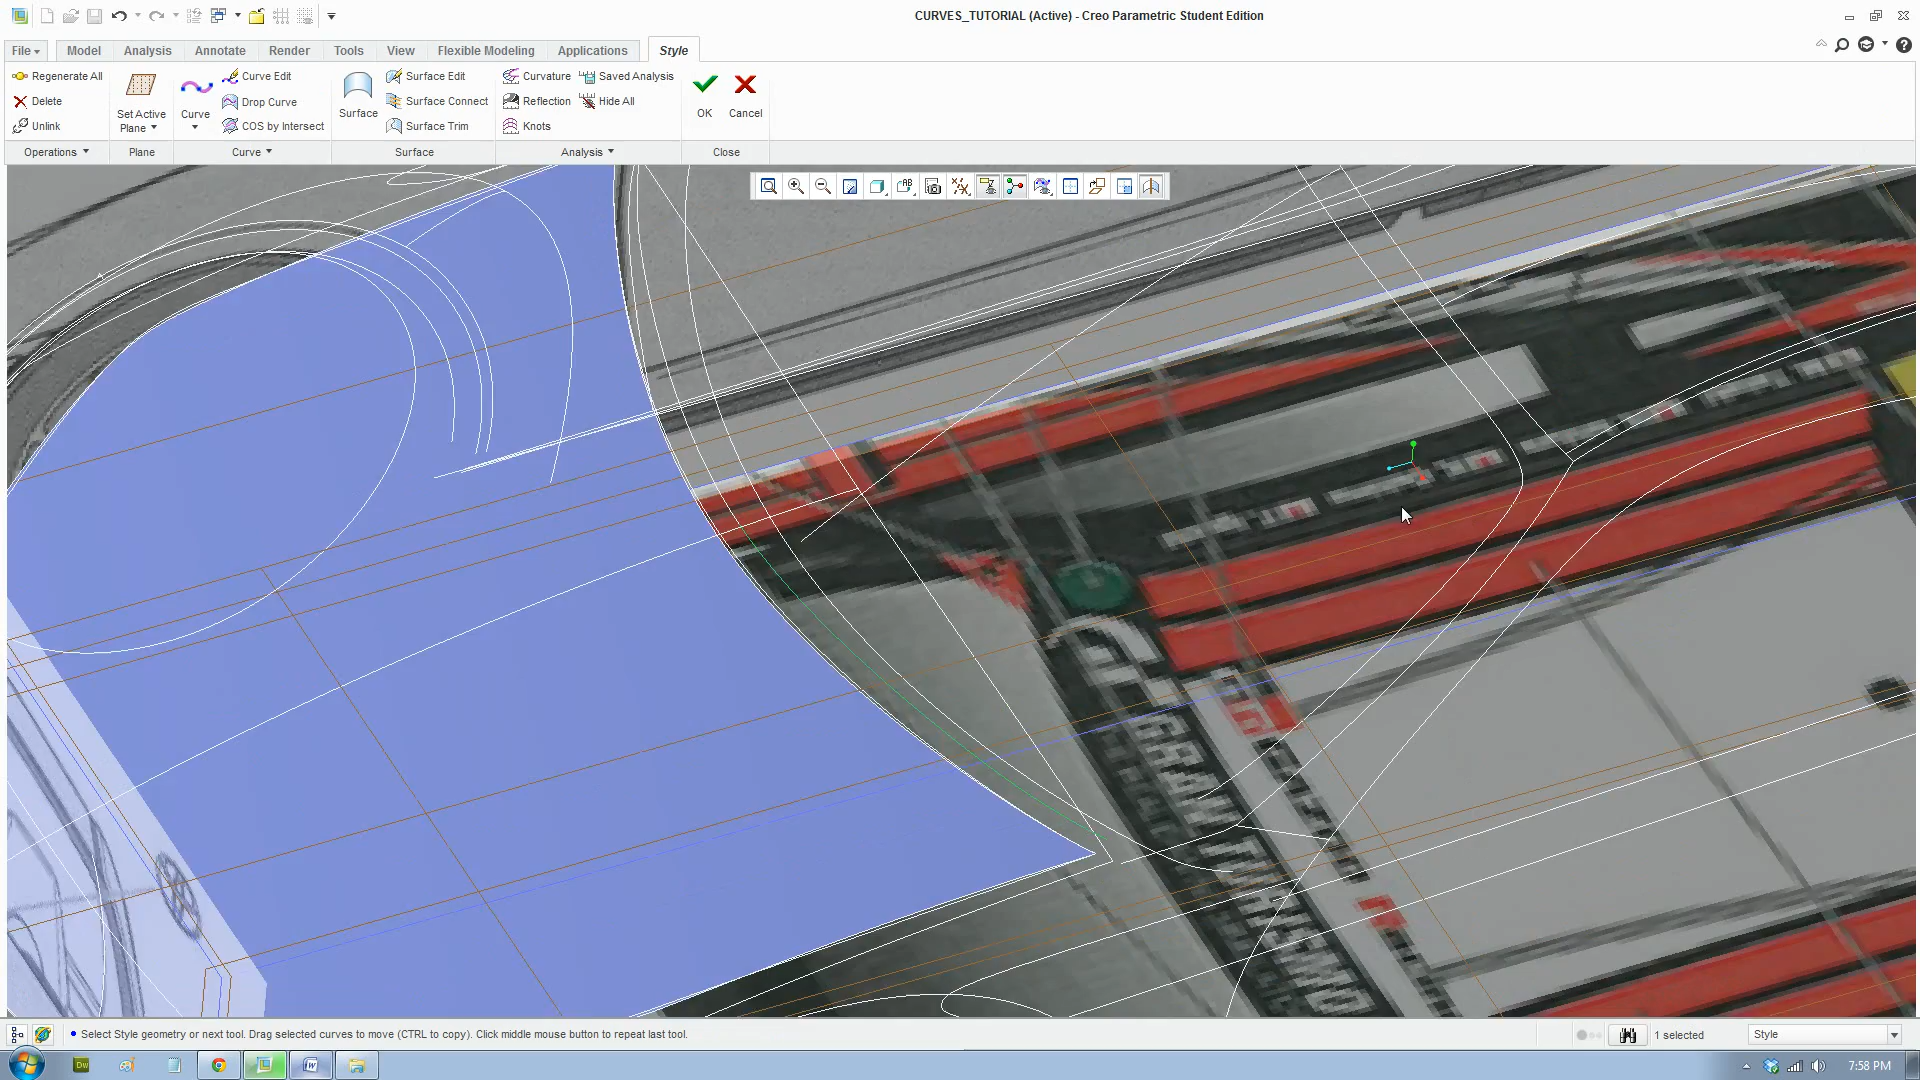 CURVES_TUTORIAL (Active) - Creo Parametric Student Edition
File Model Analysis Annotate Render Tools View Flexible Modeling Applications Style
Regenerate All
Delete
Unlink
Set Active
Plane
Curve
Curve Edit
Drop Curve
COS by Intersect
Surface
Surface Edit
Surface Connect
Surface Trim
Curvature
Reflection
Knots
Saved Analysis
Hide All
OK
Cancel
Operations Plane Curve Surface Analysis Close
Select Style geometry or next tool. Drag selected curves to move (CTRL to copy). Click middle mouse button to repeat last tool.
1 selected
Style
Dw
7:58 PM